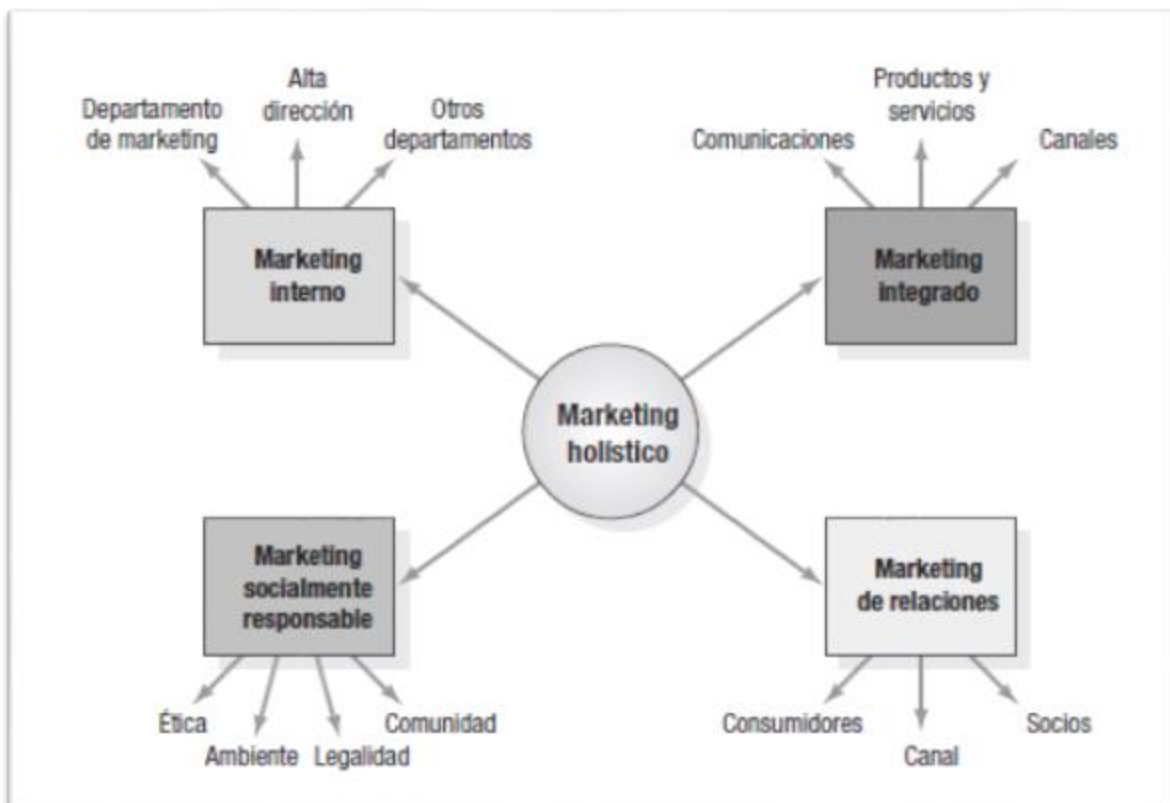 Departamento
de marketing
Alta
dirección
Otros
departamentos
Marketing
interno
Comunicaciones
Productos y
servicios
Canales
Marketing
integrado
Marketing
holístico
Marketing
socialmente
responsable
Ética
Ambiente
Legalidad
Comunidad
Marketing
de relaciones
Consumidores
Canal
Socios